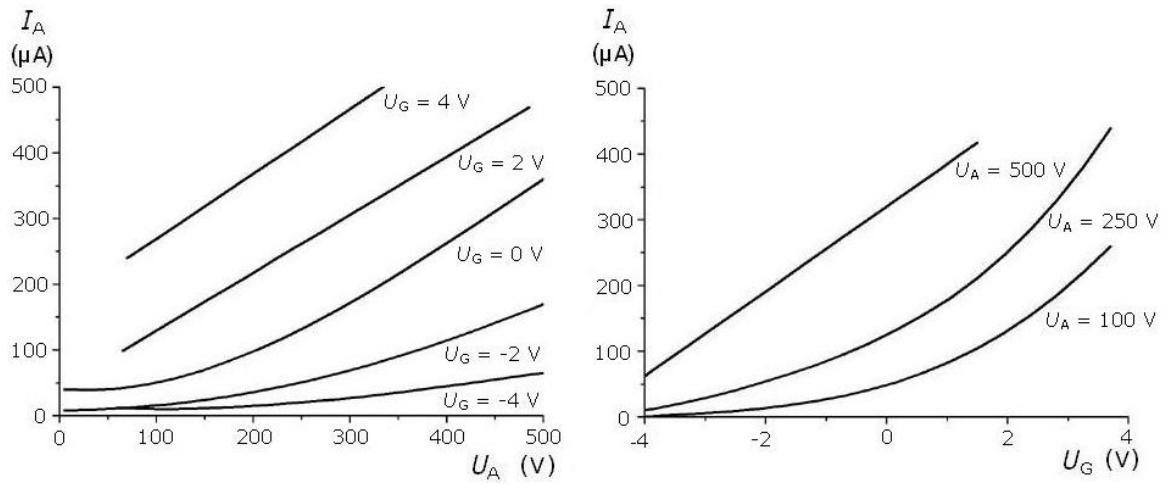 I_A
(μA)
500
400
300
200
100
0
0
100
200
300
400
500
U_A (V)
U_G = 4 V
U_G = 2 V
U_G = 0 V
U_G = -2 V
U_G = -4 V
I_A
(μA)
500
400
300
200
100
0
-4
-2
0
2
4
U_G (V)
U_A = 500 V
U_A = 250 V
U_A = 100 V